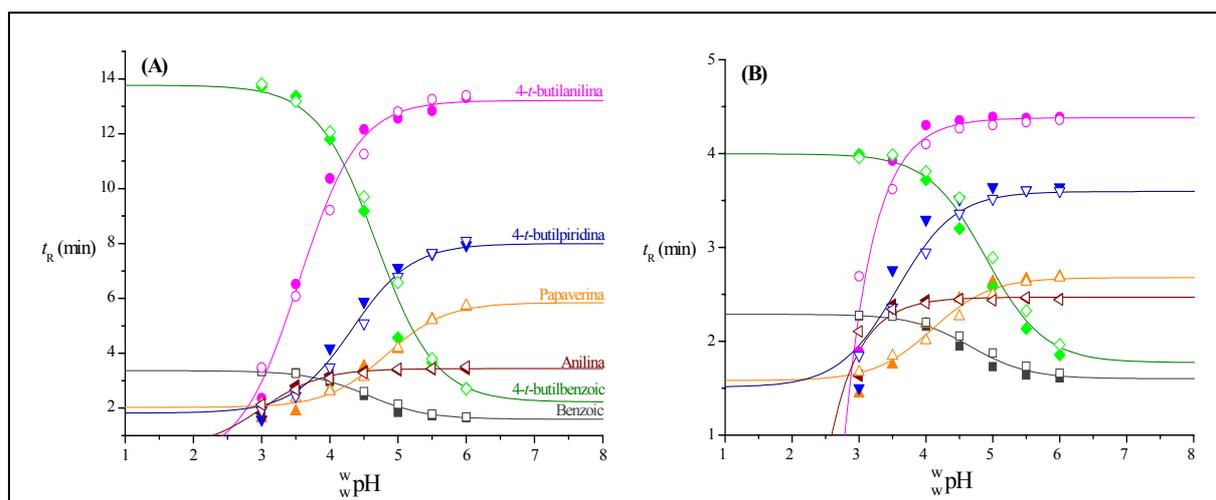 (A)
14
12
10
8
6
4
2
t_R (min)
4-t-butilanilina
4-t-butilpiridina
Papaverina
Anilina
4-t-butilbenzoic
Benzoic
1 2 3 4 5 6 7 8
w
w pH
(B)
5
4
3
2
1
t_R (min)
1 2 3 4 5 6 7 8
w
w pH